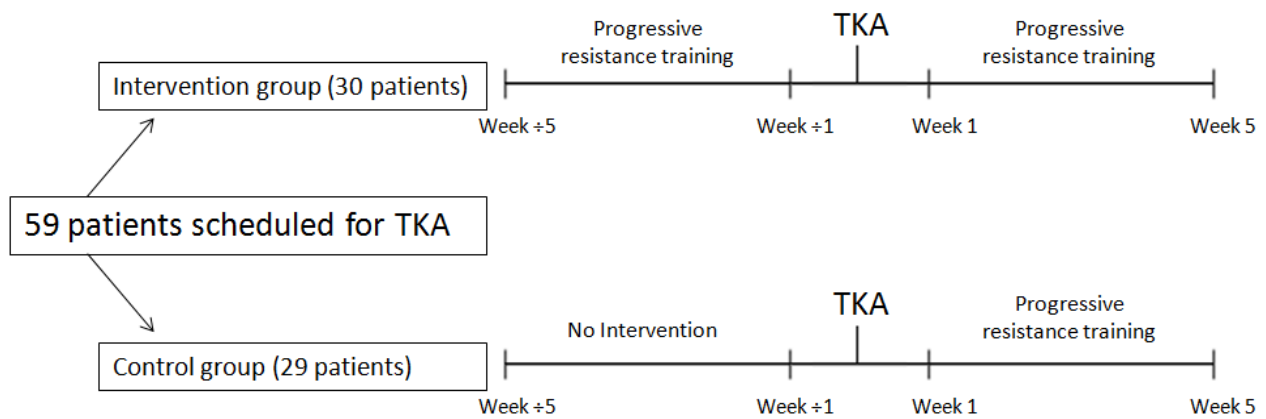 Progressive
resistance training
TKA
Progressive
resistance training
Intervention group (30 patients)
Week ÷5
Week ÷1
Week 1
Week 5
59 patients scheduled for TKA
No Intervention
TKA
Progressive
resistance training
Control group (29 patients)
Week ÷5
Week ÷1
Week 1
Week 5